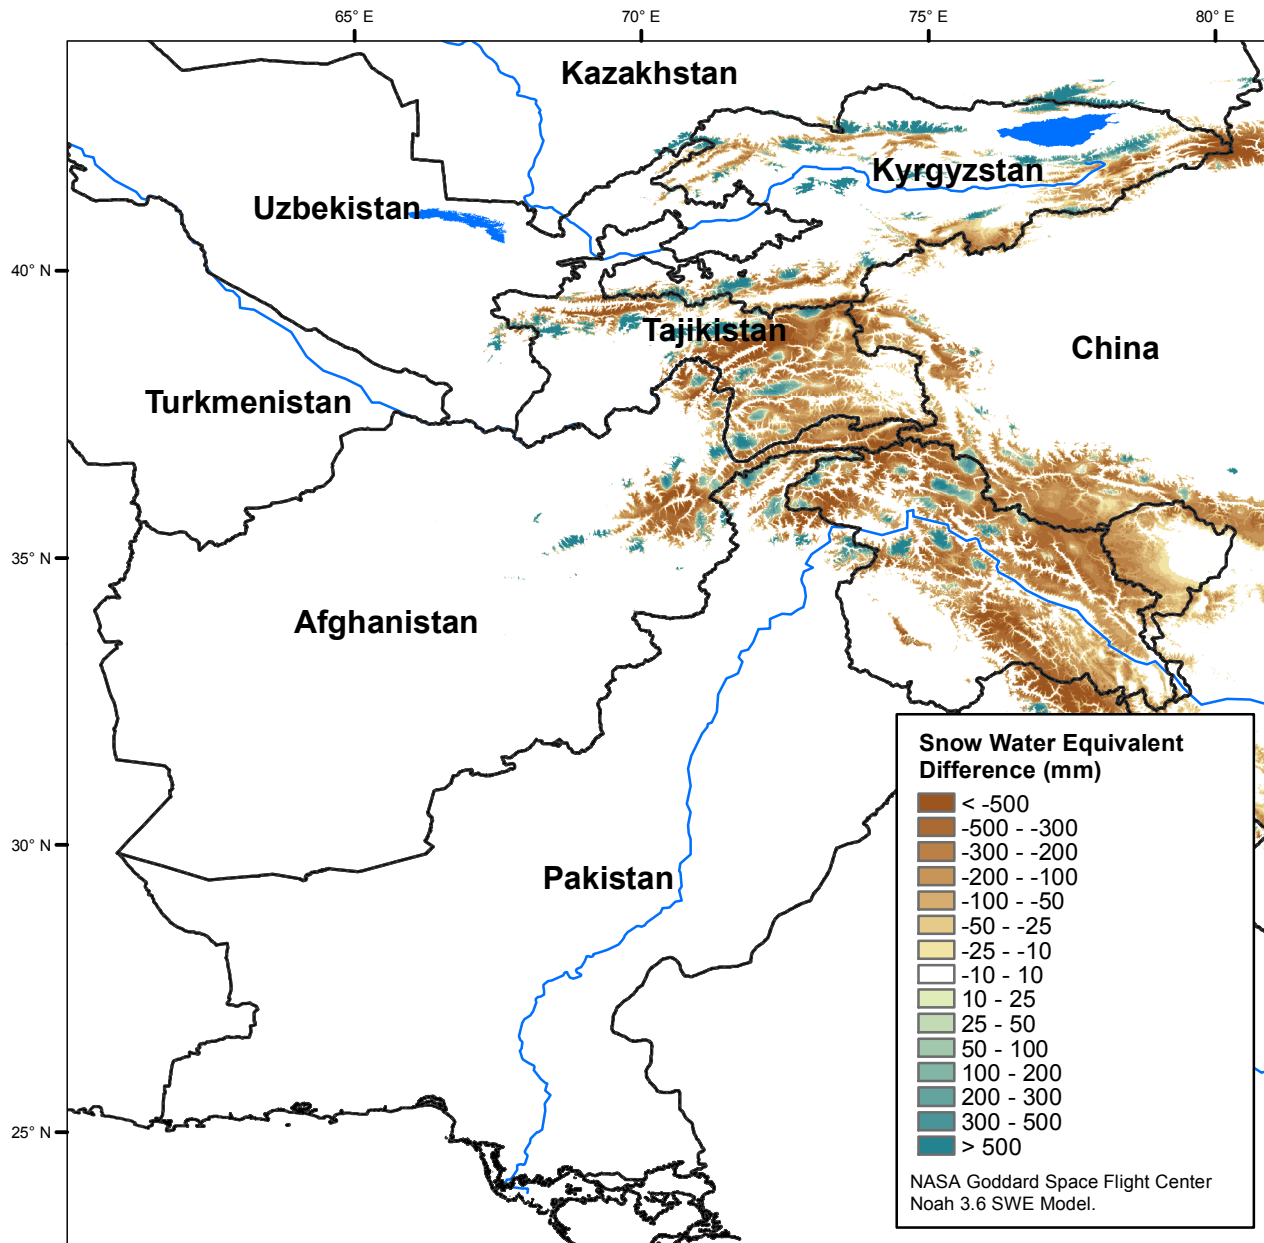 65° E
70° E
75° E
80° E
Kazakhstan
Kyrgyzstan
Uzbekistan
40° N
Tajikistan
China
Turkmenistan
35° N
Afghanistan
30° N
Pakistan
25° N
Snow Water Equivalent
Difference (mm)
< -500
-500 - -300
-300 - -200
-200 - -100
-100 - -50
-50 - -25
-25 - -10
-10 - 10
10 - 25
25 - 50
50 - 100
100 - 200
200 - 300
300 - 500
> 500
NASA Goddard Space Flight Center
Noah 3.6 SWE Model.